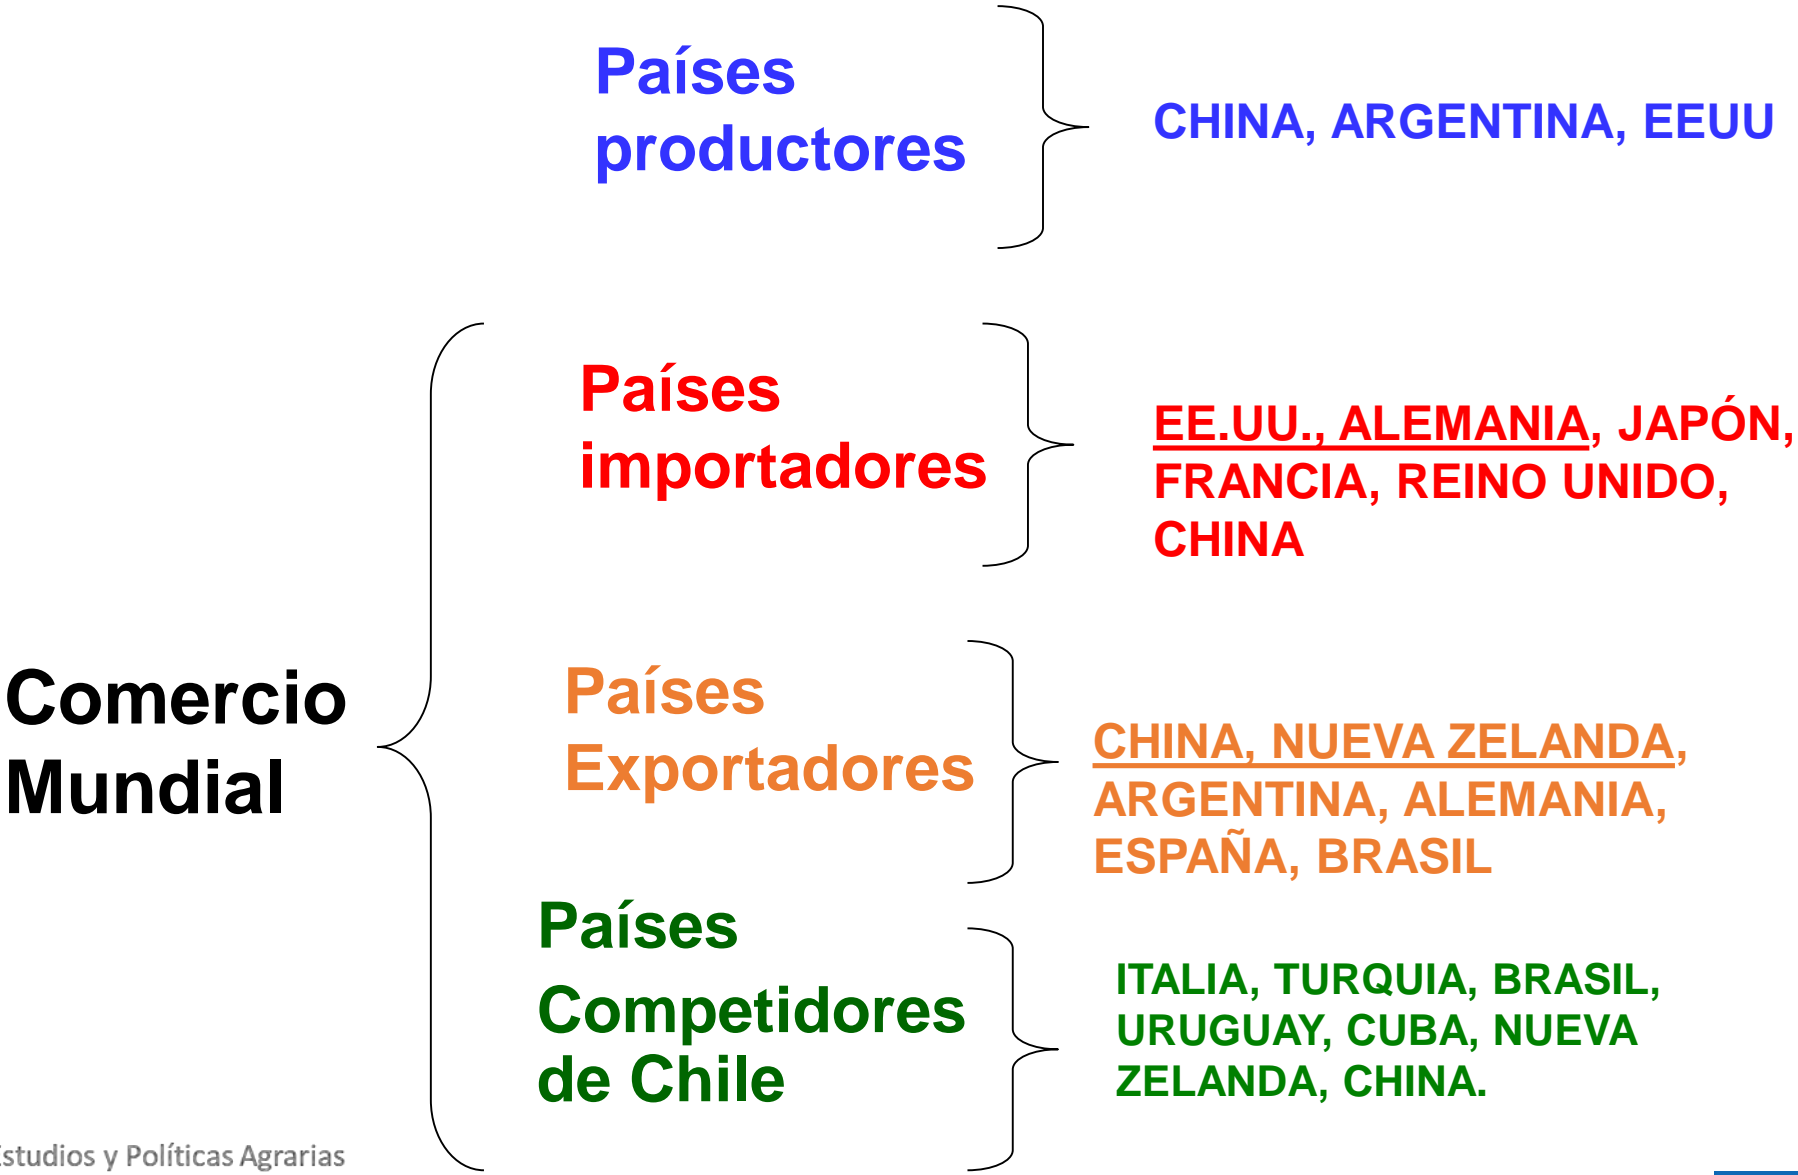 Países
productores
CHINA, ARGENTINA, EEUU
Países
importadores
EE.UU., ALEMANIA, JAPÓN,
FRANCIA, REINO UNIDO,
CHINA
Comercio
Mundial
Países
Exportadores
CHINA, NUEVA ZELANDA,
ARGENTINA, ALEMANIA,
ESPAÑA, BRASIL
Países
Competidores
de Chile
ITALIA, TURQUIA, BRASIL,
URUGUAY, CUBA, NUEVA
ZELANDA, CHINA.
Estudios y Políticas Agrarias